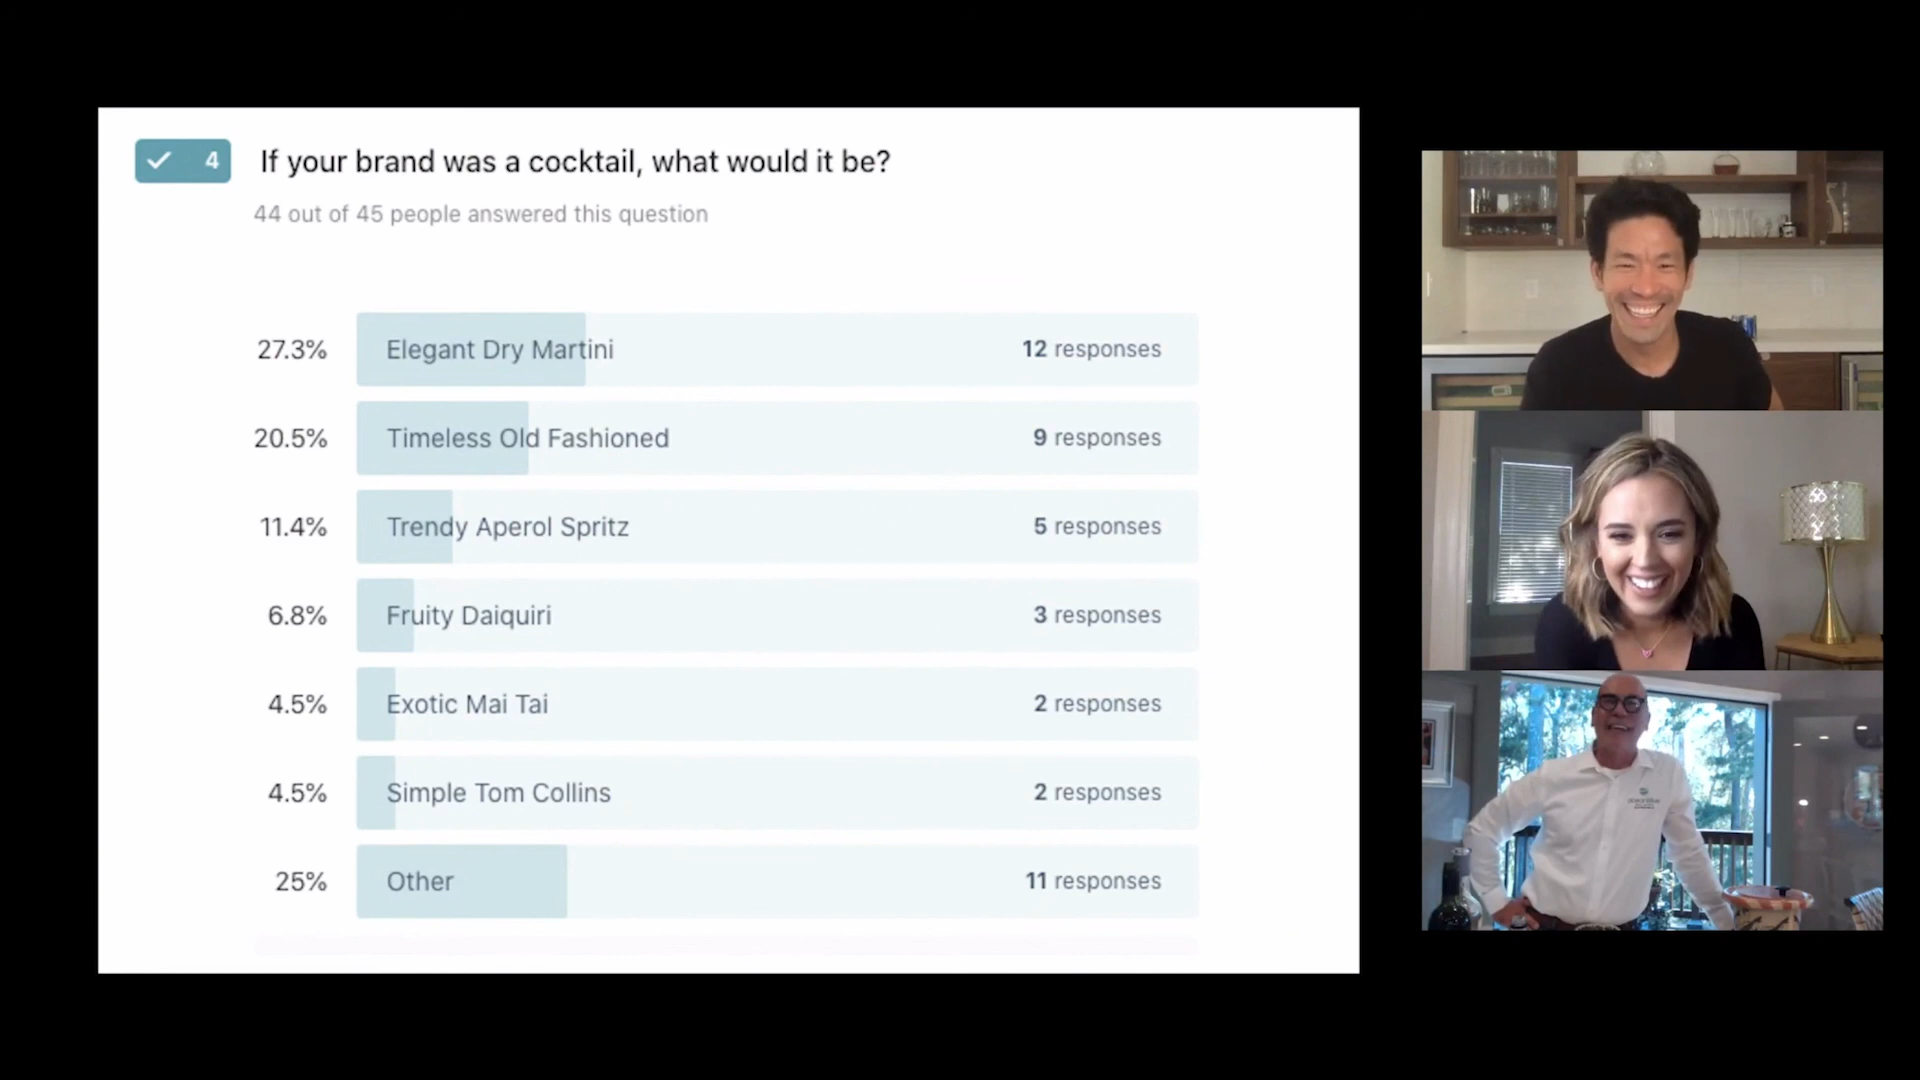 4 If your brand was a cocktail, what would it be?
44 out of 45 people answered this question
27.3% Elegant Dry Martini 12 responses
20.5% Timeless Old Fashioned 9 responses
11.4% Trendy Aperol Spritz 5 responses
6.8% Fruity Daiquiri 3 responses
4.5% Exotic Mai Tai 2 responses
4.5% Simple Tom Collins 2 responses
25% Other 11 responses